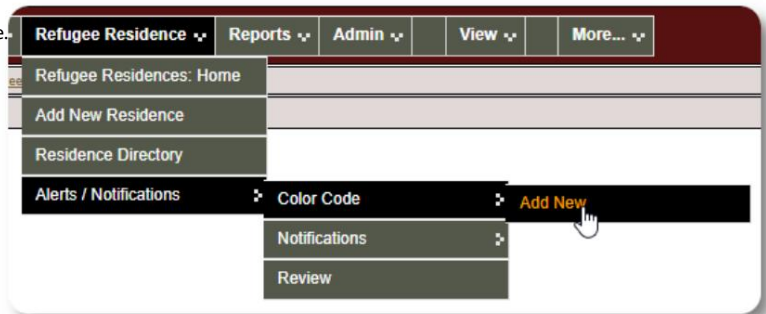 e. Refugee Residence Reports Admin View More...
ee
Refugee Residences: Home
Add New Residence
Residence Directory
Alerts / Notifications Color Code Add New
Notifications
Review